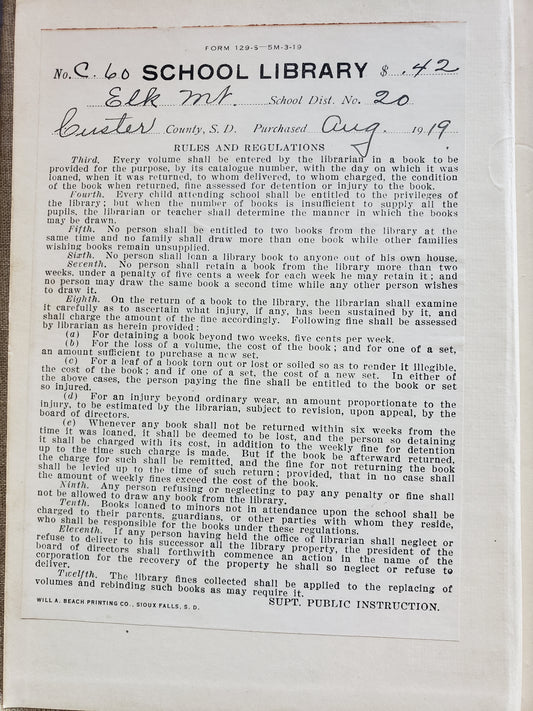 FORM 129-S—5M-3-19
No. C. 60 SCHOOL LIBRARY $ .42
Elk Mt. School Dist. No. 20
Custer County, S. D. Purchased Aug. 1919
RULES AND REGULATIONS
Third. Every volume shall be entered by the librarian in a book to be
provided for the purpose, by its catalogue number, with the day on which it was
loaned, when it was returned, to whom delivered, to whom charged, the condition
of the book when returned, fine assessed for detention or injury to the book.
Fourth. Every child attending school shall be entitled to the privileges of
the library; but when the number of books is insufficient to supply all the
pupils, the librarian or teacher shall determine the manner in which the books
may be drawn.
Fifth. No person shall be entitled to two books from the library at the
same time and no family shall draw more than one book while other families
wishing books remain unsupplied.
Sixth. No person shall loan a library book to anyone out of his own house.
Seventh. No person shall retain a book from the library more than two
weeks, under a penalty of five cents a week for each week he may retain it; and
no person may draw the same book a second time while any other person wishes
to draw it.
Eighth. On the return of a book to the library, the librarian shall examine
it carefully as to ascertain what injury, if any, has been sustained by it, and
shall charge the amount of the fine accordingly. Following fine shall be assessed
by librarian as herein provided:
(a) For detaining a book beyond two weeks, five cents per week.
(b) For the loss of a volume, the cost of the book; and for one of a set,
an amount sufficient to purchase a new set.
(c) For a leaf of a book torn out or lost or soiled so as to render it illegible,
the cost of the book; and if one of a set, the cost of a new set. In either of
the above cases, the person paying the fine shall be entitled to the book or set
so injured.
(d) For an injury beyond ordinary wear, an amount proportionate to the
injury, to be estimated by the librarian, subject to revision, upon appeal, by the
board of directors.
(e) Whenever any book shall not be returned within six weeks from the
time it was loaned, it shall be deemed to be lost, and the person so detaining
it shall be charged with its cost, in addition to the weekly fine for detention
up to the time such charge is made. But if the book be afterward returned,
the charge for such shall be remitted, and the fine for not returning the book
shall be levied up to the time of such return; provided, that in no case shall
the amount of weekly fines exceed the cost of the book.
Ninth. Any person refusing or neglecting to pay any penalty or fine shall
not be allowed to draw any book from the library.
Tenth. Books loaned to minors not in attendance upon the school shall be
charged to their parents, guardians, or other parties with whom they reside,
who shall be responsible for the books under these regulations.
Eleventh. If any person having held the office of librarian shall neglect or
refuse to deliver to his successor all the library property, the president of the
board of directors shall forthwith commence an action in the name of the
corporation for the recovery of the property he shall so neglect or refuse to
deliver.
Twelfth. The library fines collected shall be applied to the replacing of
volumes and rebinding such books as may require it.
SUPT. PUBLIC INSTRUCTION.
WILL A. BEACH PRINTING CO., SIOUX FALLS, S. D.